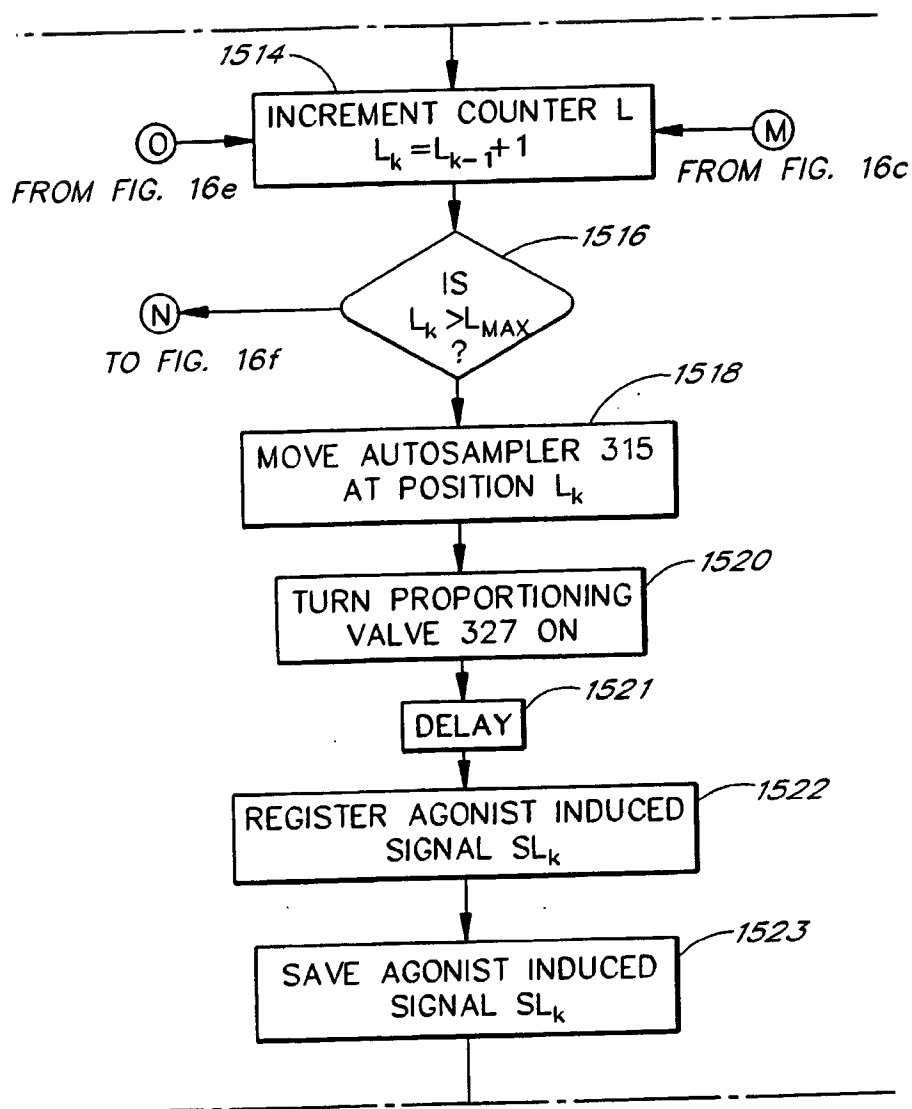 1514
INCREMENT COUNTER L
L_k = L_{k-1} + 1
O
M
FROM FIG. 16e
FROM FIG. 16c
1516
IS
L_k > L_MAX
?
N
TO FIG. 16f
1518
MOVE AUTOSAMPLER 315
AT POSITION L_k
1520
TURN PROPORTIONING
VALVE 327 ON
1521
DELAY
1522
REGISTER AGONIST INDUCED
SIGNAL SL_k
1523
SAVE AGONIST INDUCED
SIGNAL SL_k